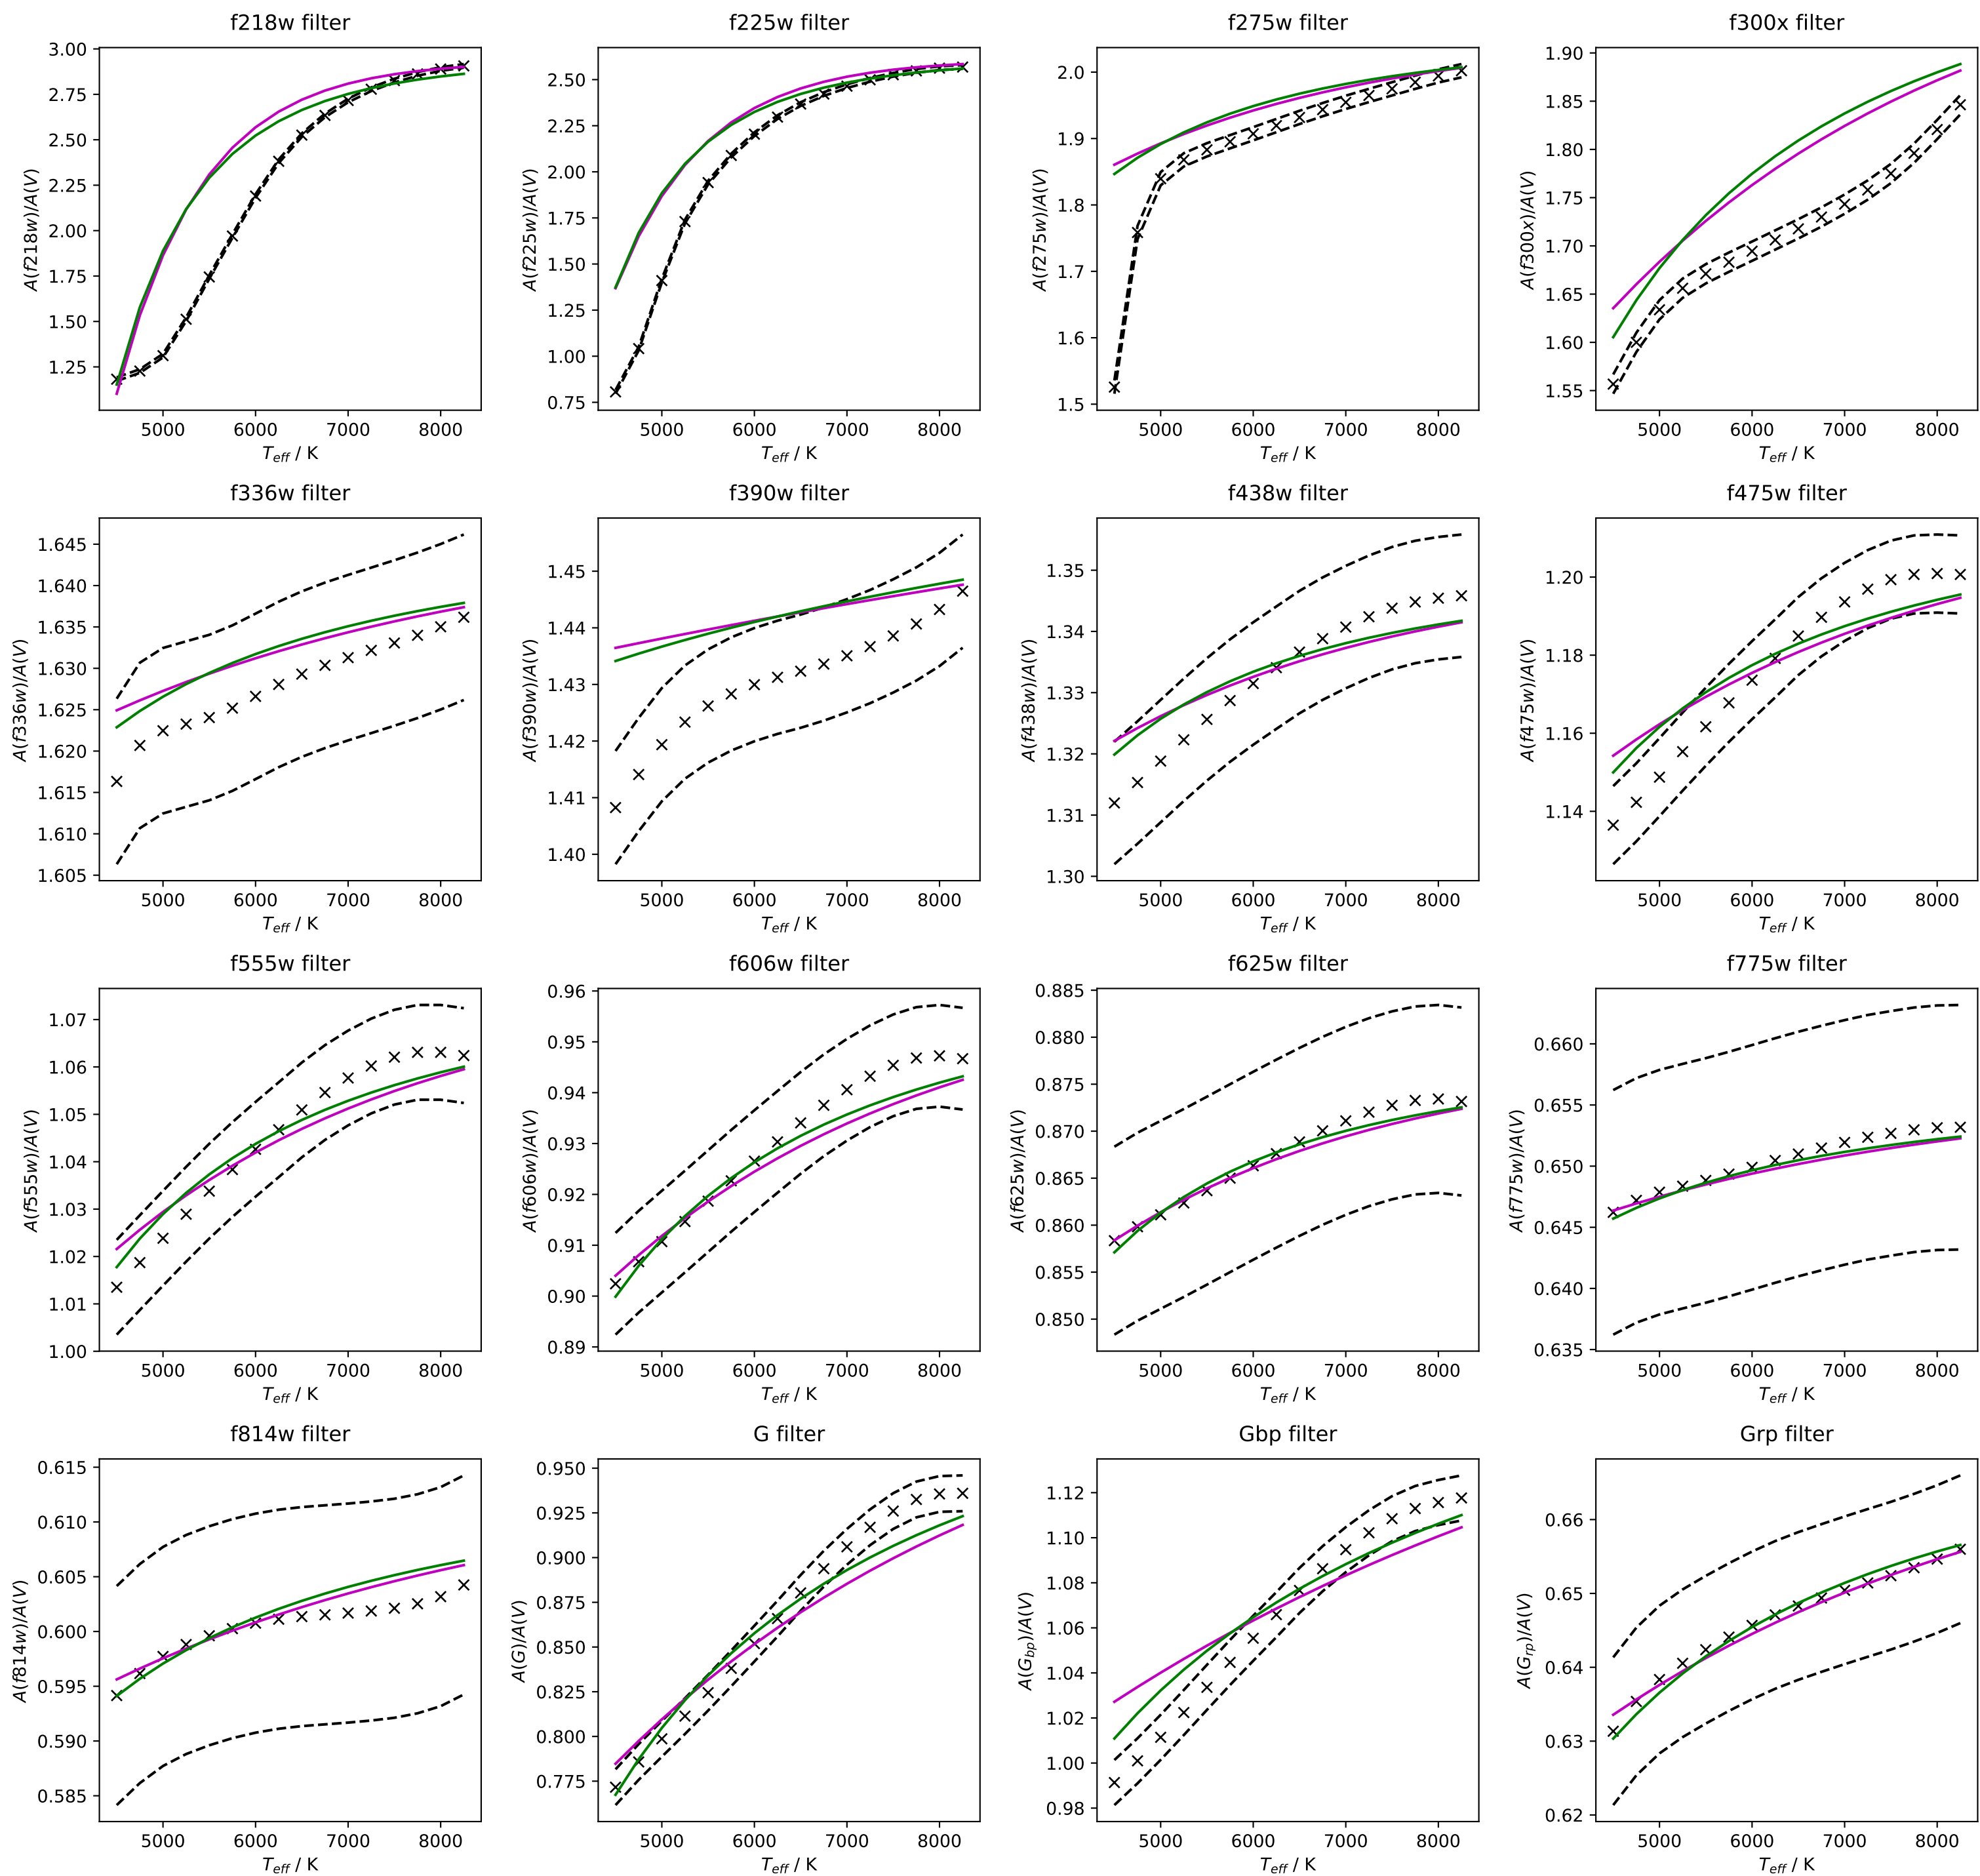 f218w filter
A(f218w)/A(V)
3.00
2.75
2.50
2.25
2.00
1.75
1.50
1.25
5000 6000 7000 8000
T_eff / K
f225w filter
A(f225w)/A(V)
2.50
2.25
2.00
1.75
1.50
1.25
1.00
0.75
5000 6000 7000 8000
T_eff / K
f275w filter
A(f275w)/A(V)
2.0
1.9
1.8
1.7
1.6
1.5
5000 6000 7000 8000
T_eff / K
f300x filter
A(f300x)/A(V)
1.90
1.85
1.80
1.75
1.70
1.65
1.60
1.55
5000 6000 7000 8000
T_eff / K
f336w filter
A(f336w)/A(V)
1.645
1.640
1.635
1.630
1.625
1.620
1.615
1.610
1.605
5000 6000 7000 8000
T_eff / K
f390w filter
A(f390w)/A(V)
1.45
1.44
1.43
1.42
1.41
1.40
5000 6000 7000 8000
T_eff / K
f438w filter
A(f438w)/A(V)
1.35
1.34
1.33
1.32
1.31
1.30
5000 6000 7000 8000
T_eff / K
f475w filter
A(f475w)/A(V)
1.20
1.18
1.16
1.14
5000 6000 7000 8000
T_eff / K
f555w filter
A(f555w)/A(V)
1.07
1.06
1.05
1.04
1.03
1.02
1.01
1.00
5000 6000 7000 8000
T_eff / K
f606w filter
A(f606w)/A(V)
0.96
0.95
0.94
0.93
0.92
0.91
0.90
0.89
5000 6000 7000 8000
T_eff / K
f625w filter
A(f625w)/A(V)
0.885
0.880
0.875
0.870
0.865
0.860
0.855
0.850
5000 6000 7000 8000
T_eff / K
f775w filter
A(f775w)/A(V)
0.660
0.655
0.650
0.645
0.640
0.635
5000 6000 7000 8000
T_eff / K
f814w filter
A(f814w)/A(V)
0.615
0.610
0.605
0.600
0.595
0.590
0.585
5000 6000 7000 8000
T_eff / K
G filter
A(G)/A(V)
0.950
0.925
0.900
0.875
0.850
0.825
0.800
0.775
5000 6000 7000 8000
T_eff / K
Gbp filter
A(G_bp)/A(V)
1.12
1.10
1.08
1.06
1.04
1.02
1.00
0.98
5000 6000 7000 8000
T_eff / K
Grp filter
A(G_rp)/A(V)
0.66
0.65
0.64
0.63
0.62
5000 6000 7000 8000
T_eff / K